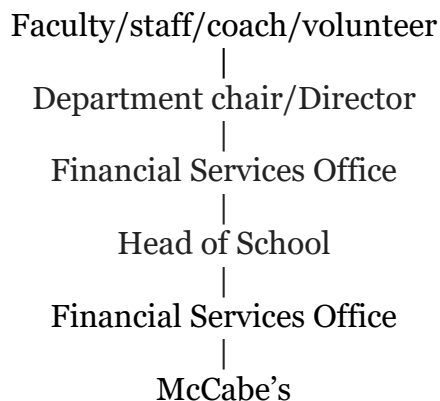 Faculty/staff/coach/volunteer
|
Department chair/Director
|
Financial Services Office
|
Head of School
|
Financial Services Office
|
McCabe’s